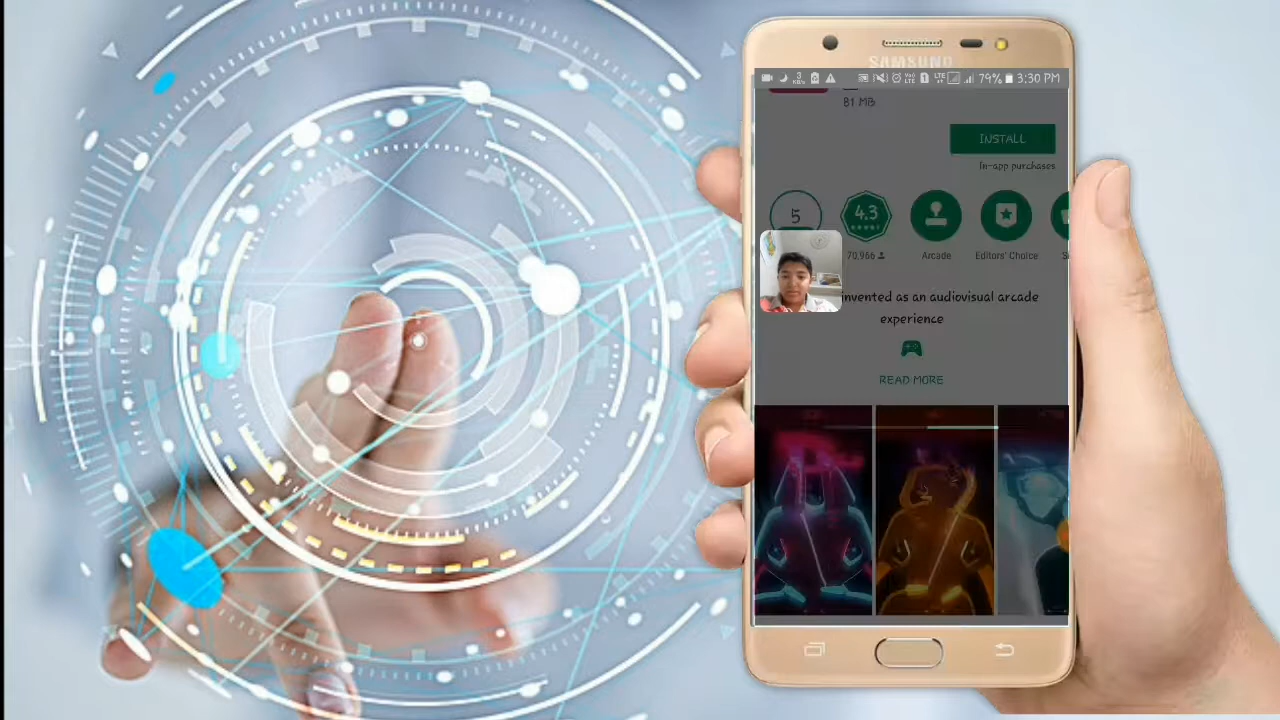 SAMSUNG
79% 3:30 PM
81 MB
INSTALL
In-app purchases
5
4.3
70,966
Arcade
Editors' Choice
invented as an audiovisual arcade
experience
READ MORE